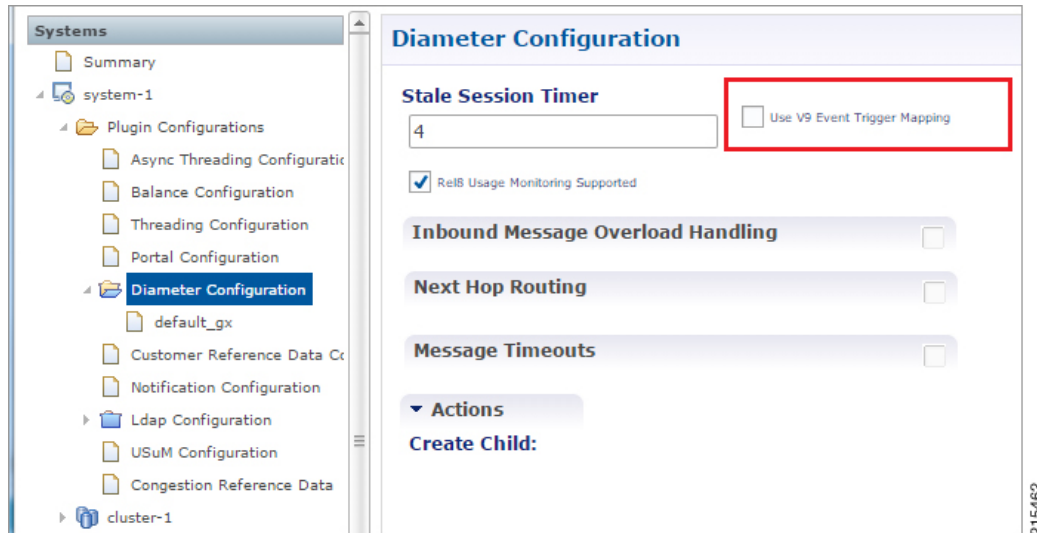 Systems
Summary
system-1
Plugin Configurations
Async Threading Configuratic
Balance Configuration
Threading Configuration
Portal Configuration
Diameter Configuration
default_gx
Customer Reference Data Cc
Notification Configuration
Ldap Configuration
USuM Configuration
Congestion Reference Data
cluster-1
Diameter Configuration
Stale Session Timer
4
Use V9 Event Trigger Mapping
Rel8 Usage Monitoring Supported
Inbound Message Overload Handling
Next Hop Routing
Message Timeouts
Actions
Create Child: